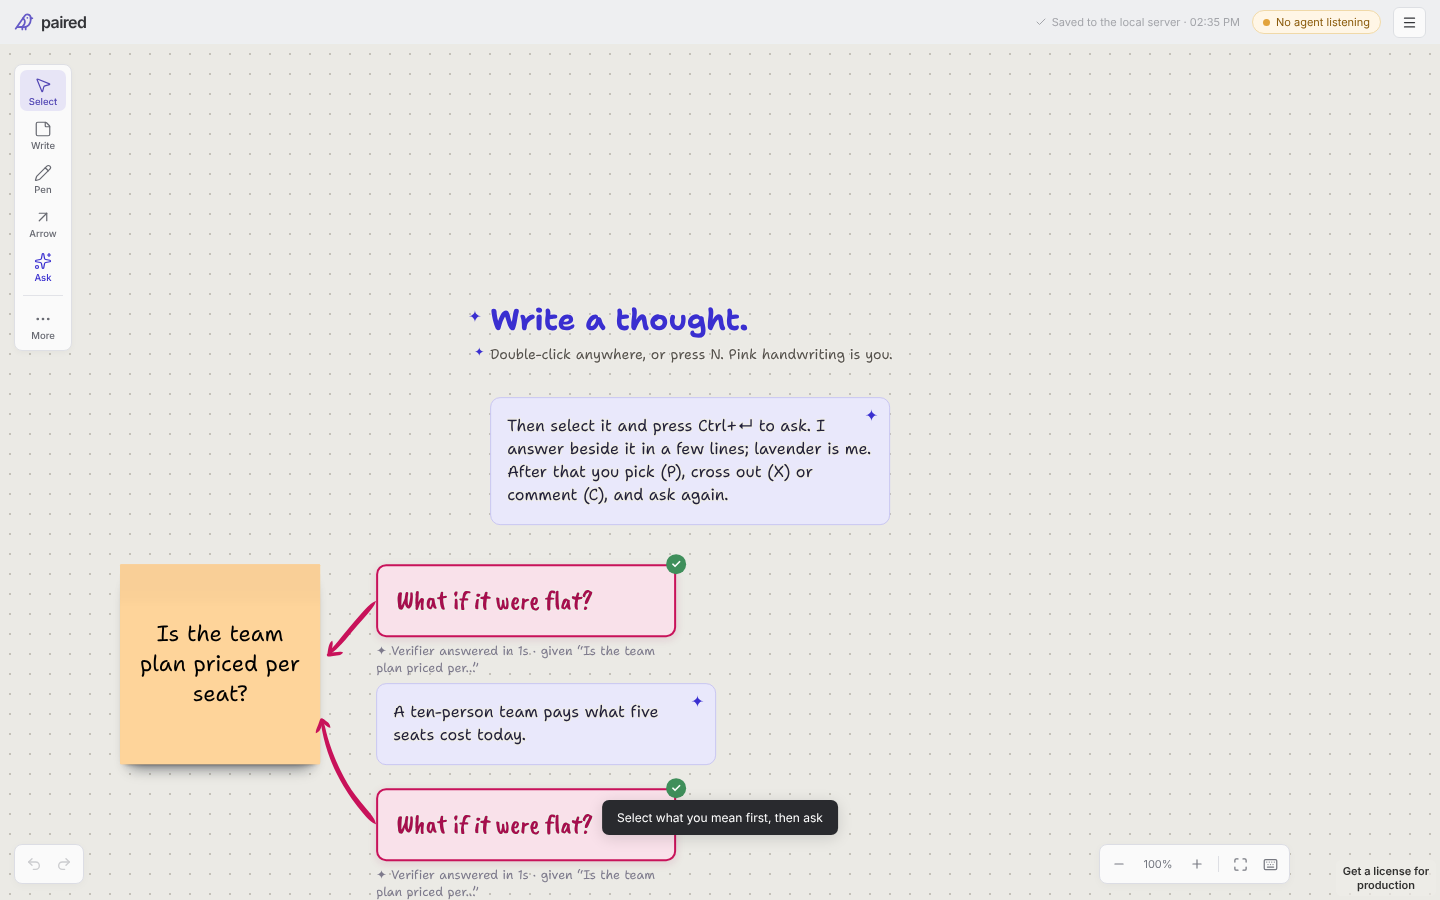 paired
Saved to the local server · 02:35 PM
No agent listening
Select
Write
Pen
Arrow
Ask
More
Write a thought.
Double-click anywhere, or press N. Pink handwriting is you.
Then select it and press Ctrl+↵ to ask. I
answer beside it in a few lines; lavender is me.
After that you pick (P), cross out (X) or
comment (C), and ask again.
Is the team
plan priced per
seat?
What if it were flat?
Verifier answered in 1s · given “Is the team
plan priced per…”
A ten-person team pays what five
seats cost today.
What if it were flat?
Select what you mean first, then ask
Verifier answered in 1s · given “Is the team
plan priced per…”
100%
Get a license for
production